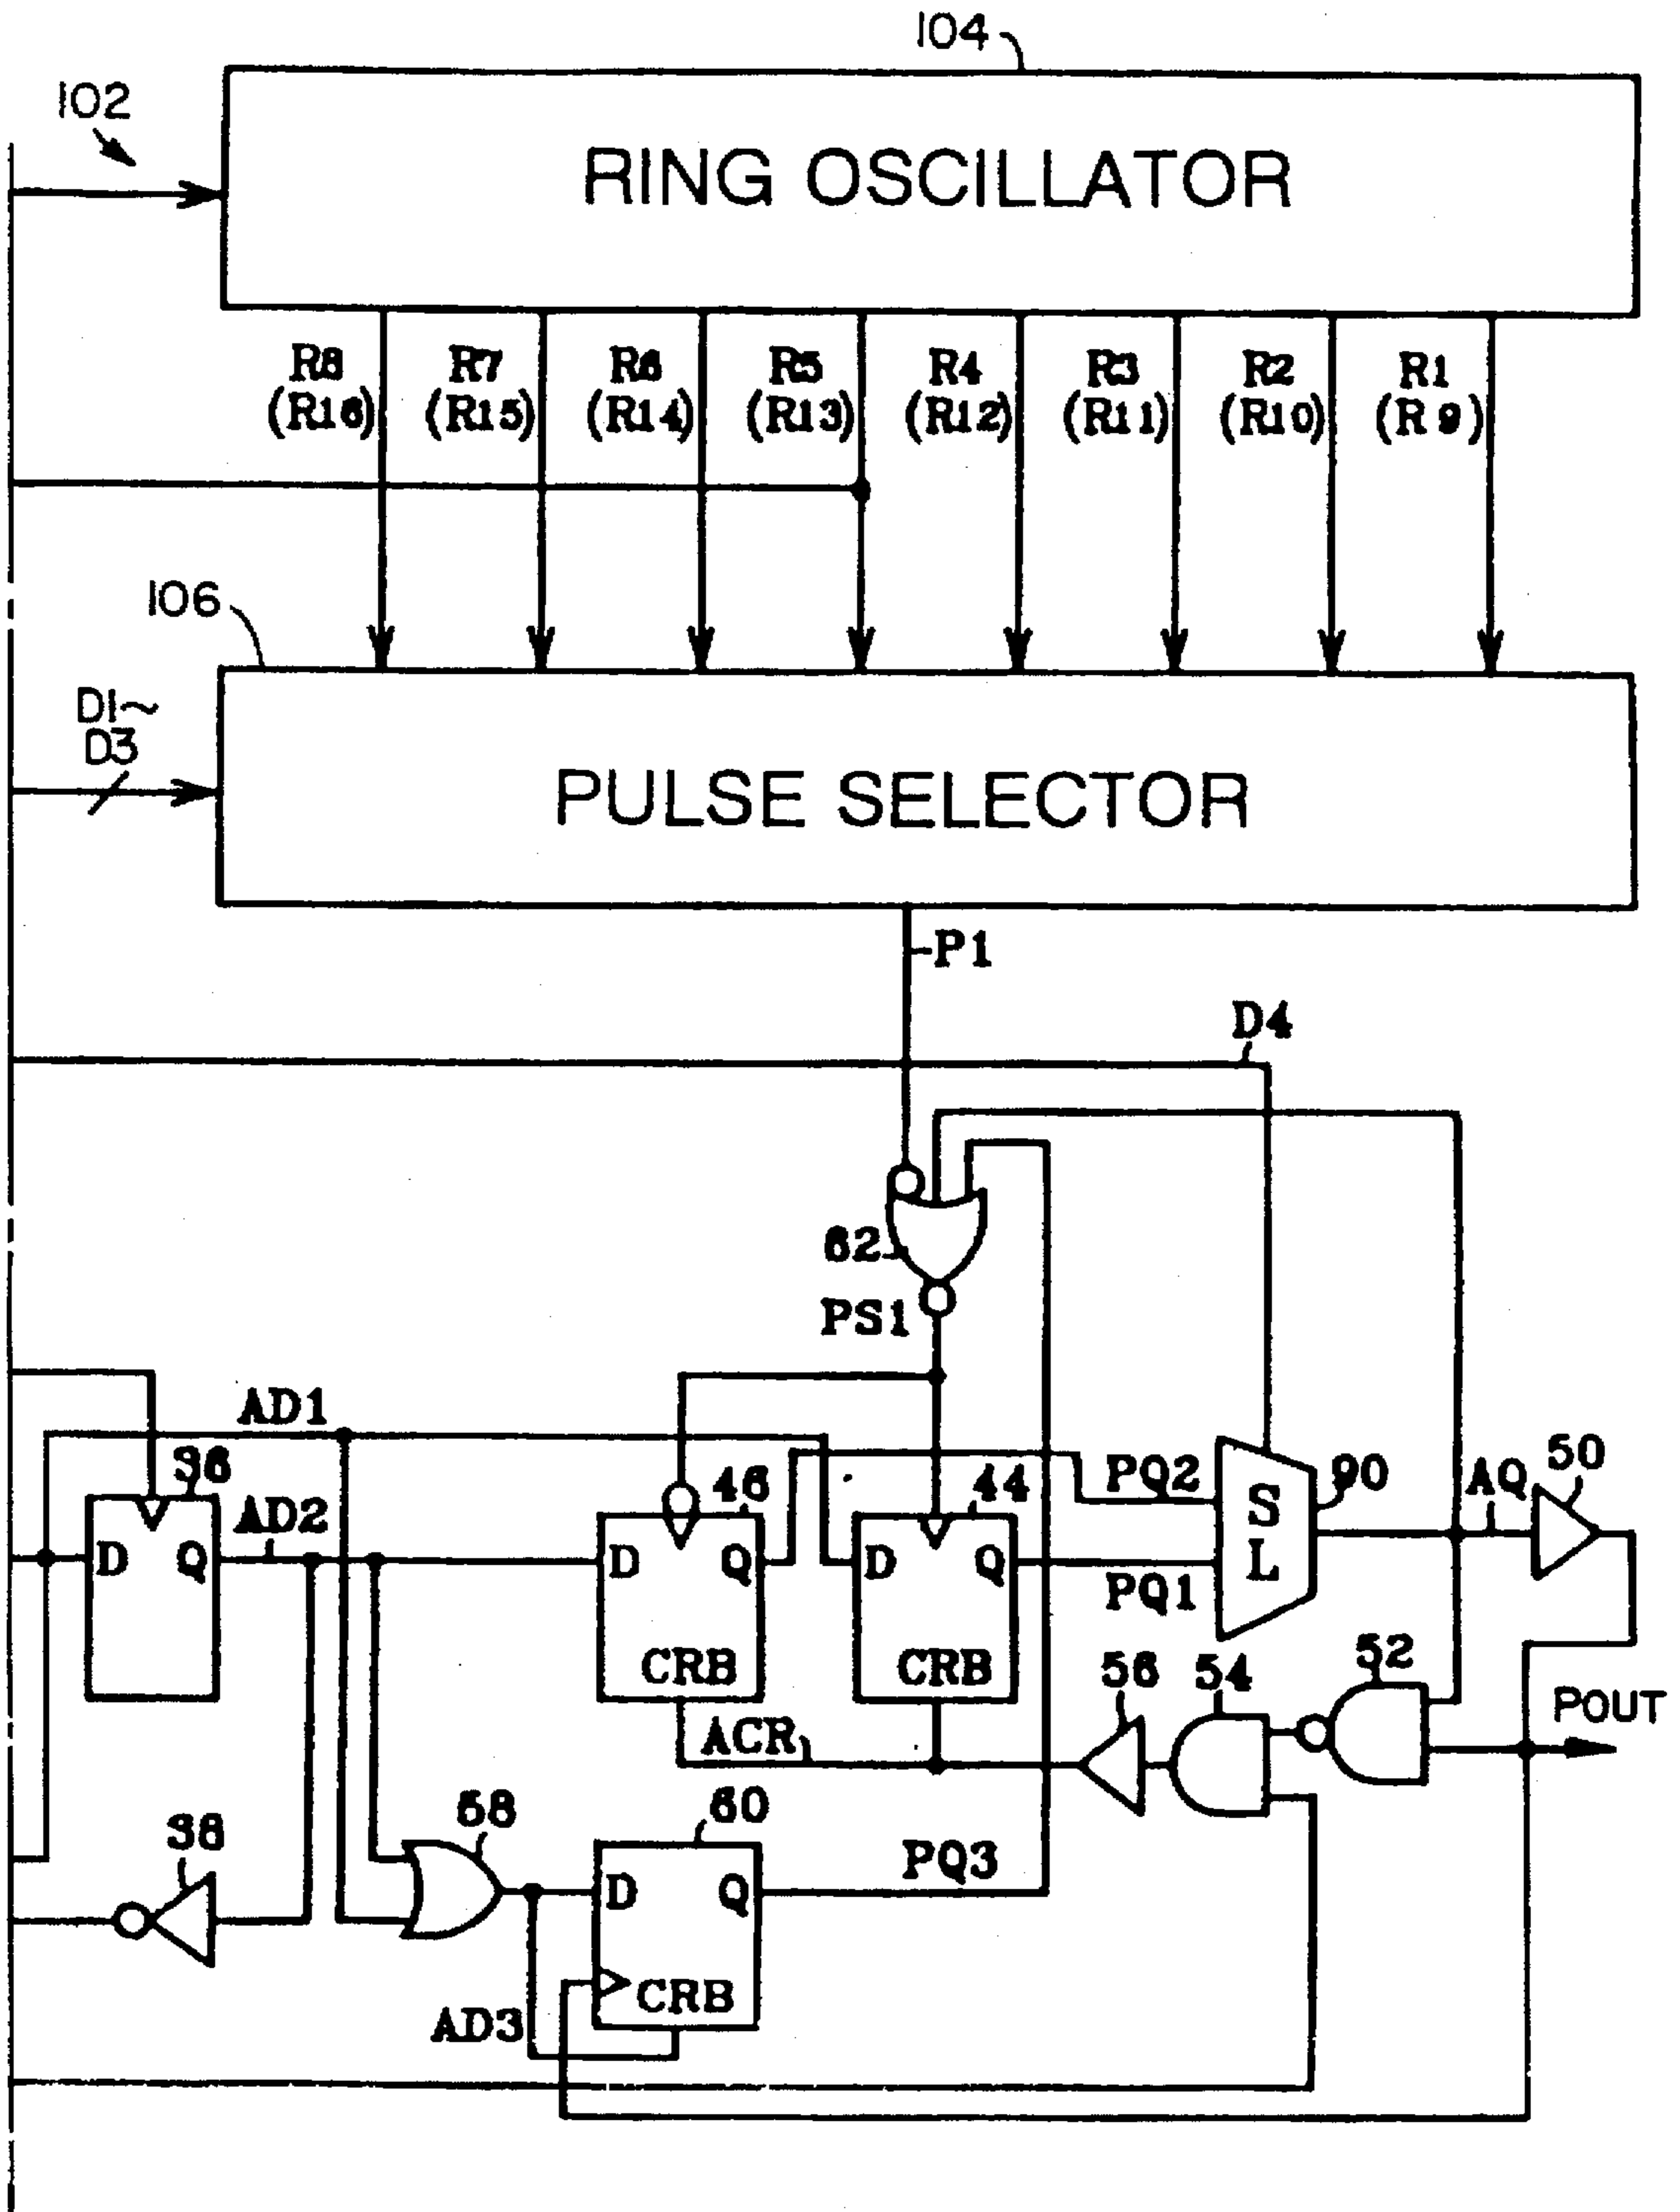 104
102
RING OSCILLATOR
R8 R7 R6 R5 R4 R3 R2 R1
(R16) (R15) (R14) (R13) (R12) (R11) (R10) (R9)
106
D1~
D3
PULSE SELECTOR
P1
D4
62
PS1
AD1
36
46
44
PQ2
90
AQ
50
AD2
S
L
D Q
D Q
D Q
PQ1
CRB
CRB
56
54
52
POUT
ACR
38
58
60
PQ3
D Q
CRB
AD3